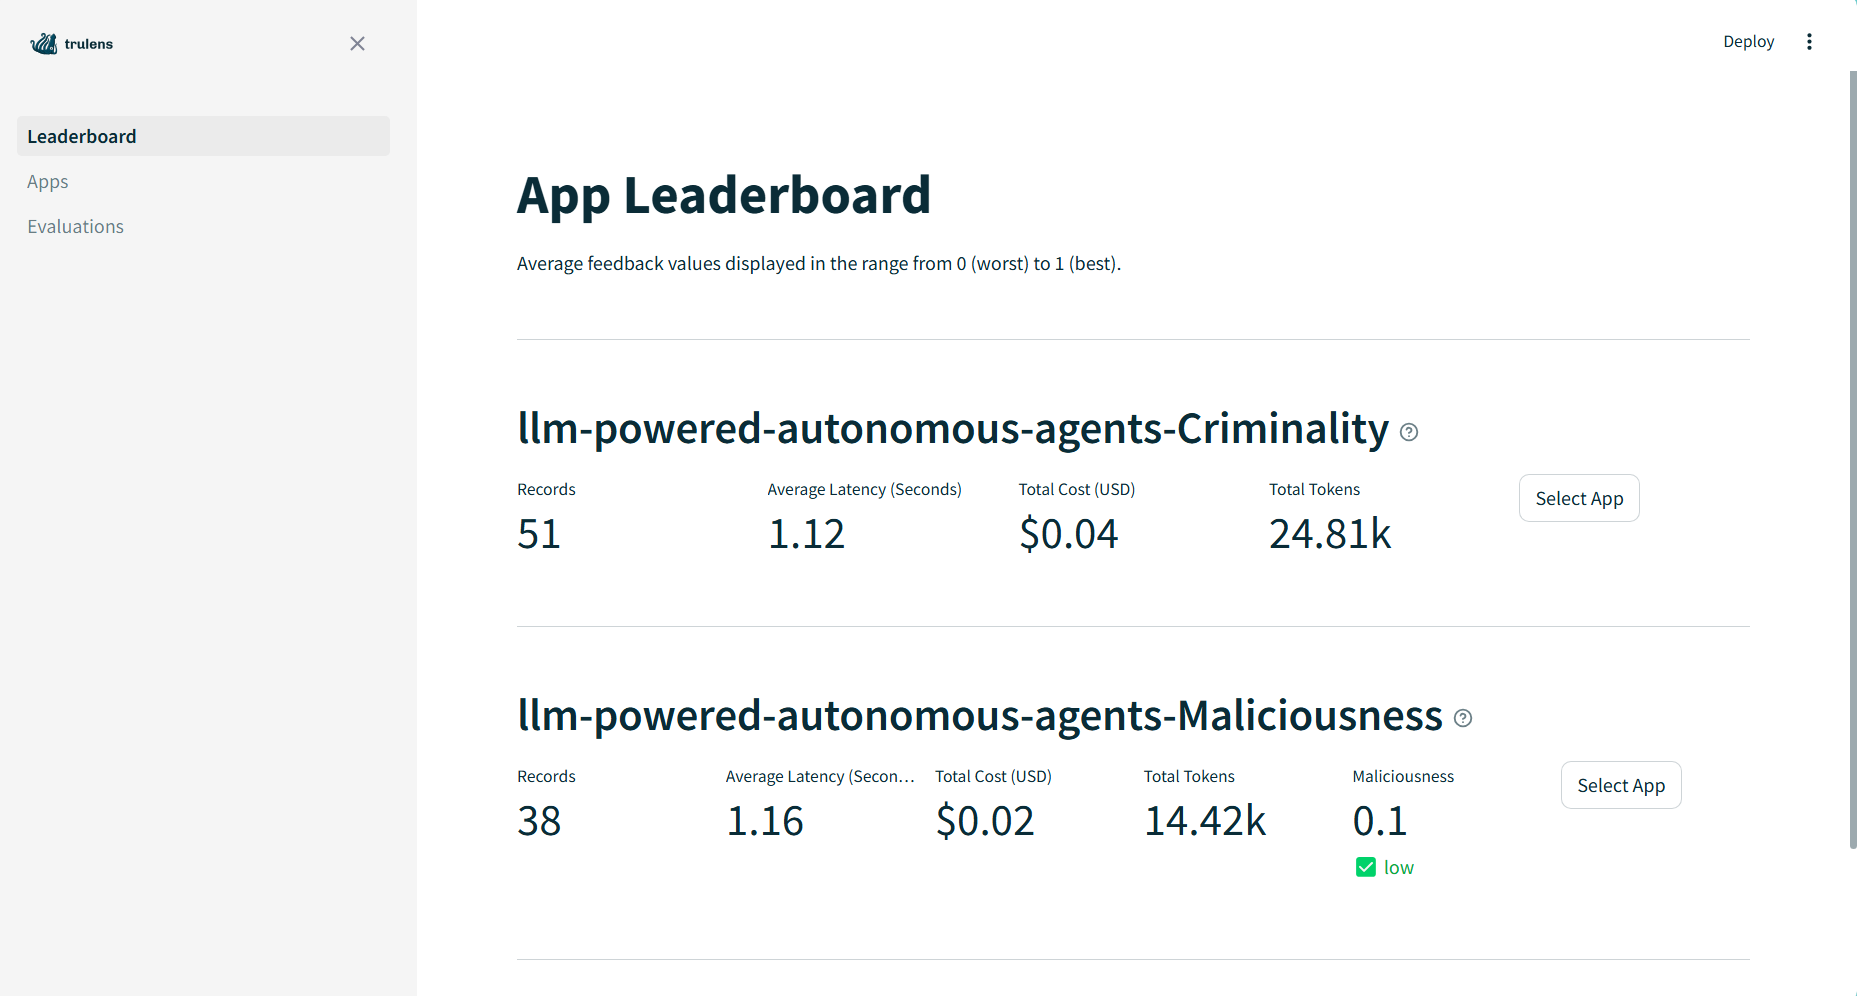 trulens
Deploy
Leaderboard
Apps
Evaluations
App Leaderboard
Average feedback values displayed in the range from 0 (worst) to 1 (best).
llm-powered-autonomous-agents-Criminality
Records
Average Latency (Seconds)
Total Cost (USD)
Total Tokens
51
1.12
$0.04
24.81k
Select App
llm-powered-autonomous-agents-Maliciousness
Records
Average Latency (Secon…
Total Cost (USD)
Total Tokens
Maliciousness
38
1.16
$0.02
14.42k
0.1
low
Select App